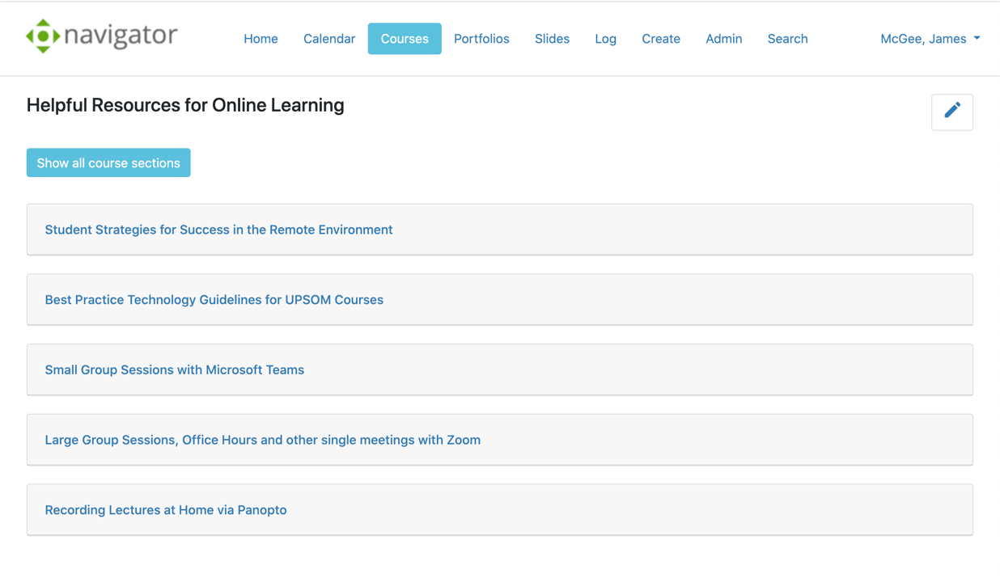 navigator
Home Calendar Courses Portfolios Slides Log Create Admin Search McGee, James
Helpful Resources for Online Learning
Show all course sections
Student Strategies for Success in the Remote Environment
Best Practice Technology Guidelines for UPSOM Courses
Small Group Sessions with Microsoft Teams
Large Group Sessions, Office Hours and other single meetings with Zoom
Recording Lectures at Home via Panopto